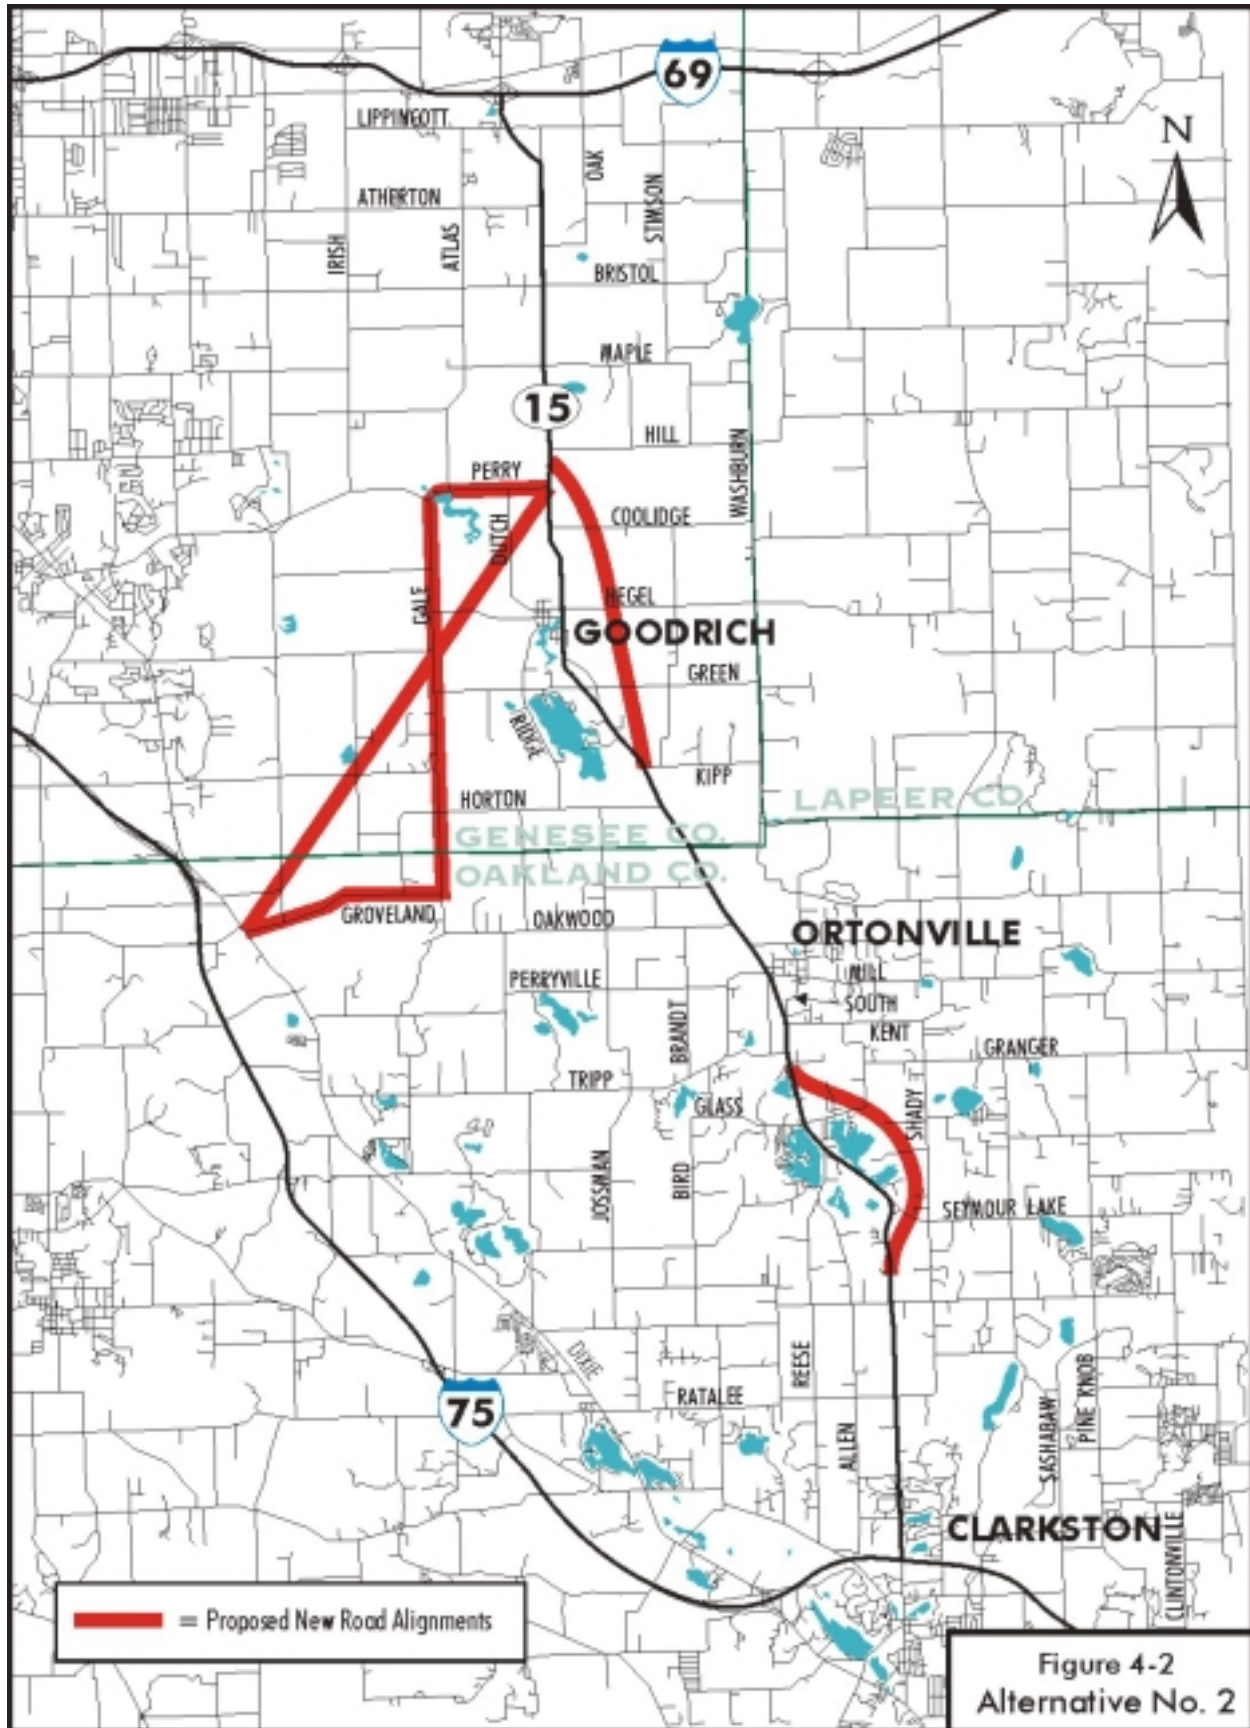 69
LIPPINCOTT
N
OAK
ATHERTON
STIMSON
IRISH
ATLAS
BRISTOL
MAPLE
15
HILL
WASHBURN
PERRY
COOLIDGE
DUTCH
GALE
HEGEL
GOODRICH
GREEN
RIDGE
KIPP
HORTON
LAPEER CO.
GENESEE CO.
OAKLAND CO.
GROVELAND
OAKWOOD
ORTONVILLE
PERRYVILLE
MILL
SOUTH
BRANDT
KENT
GRANGER
TRIPP
GLASS
SHADY
JOSSMAN
BIRD
SEYMOUR LAKE
DIXIE
REESE
RATALEE
PINE KNOB
75
ALLEN
SASHABAW
CLARKSTON
CLINTONVILLE
= Proposed New Road Alignments
Figure 4-2
Alternative No. 2